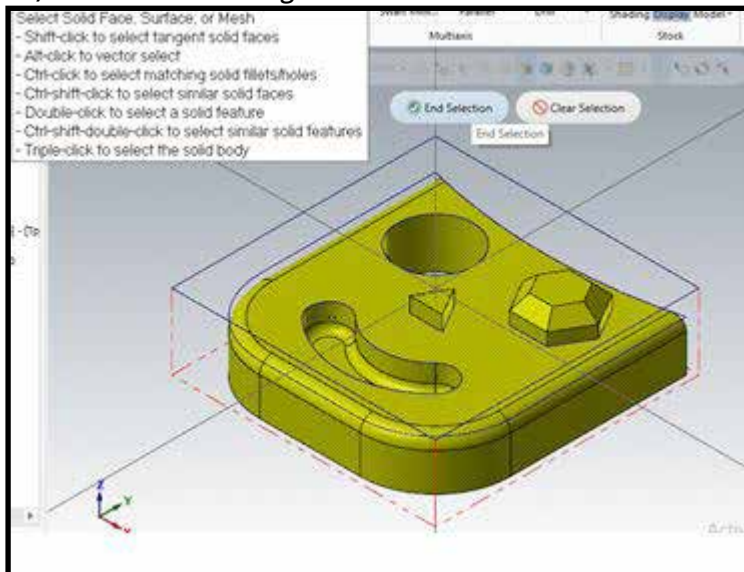 Select Solid Face, Surface, or Mesh
- Shift-click to select tangent solid faces
- Alt-click to vector select
- Ctrl-click to select matching solid fillets/holes
- Ctrl-shift-click to select similar solid faces
- Double-click to select a solid feature
- Ctrl-shift-double-click to select similar solid features
- Triple-click to select the solid body
Shading Display Model
Multiaxis
Stock
End Selection
Clear Selection
End Selection
Z
Y